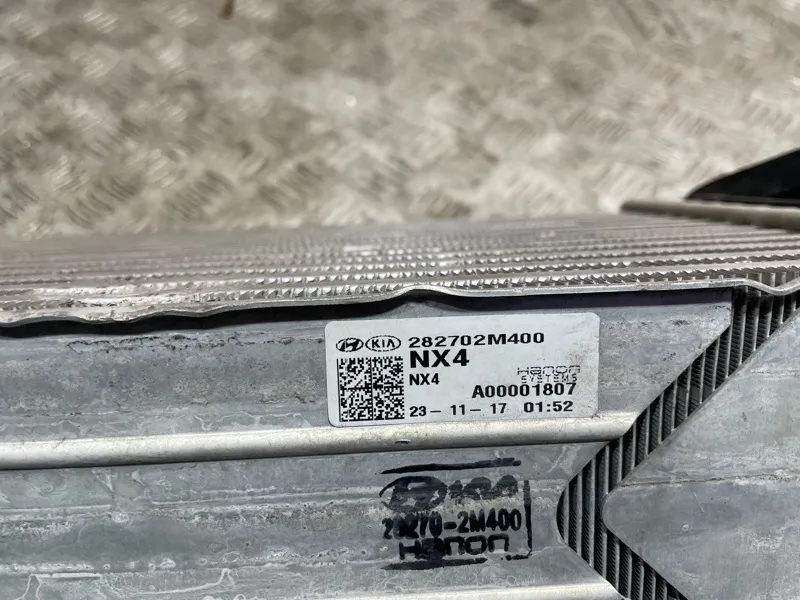 KIA 282702M400
NX4
NX4
Hanon
SYSTEMS
A00001807
23-11-17 01:52
28270-2M400
Hanon